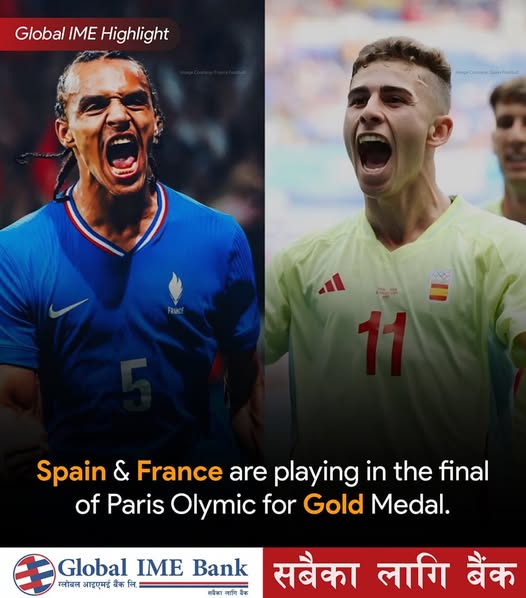 Global IME Highlight
Image Courtesy: France Football
Image Courtesy: Spain Football
FRANCE
5
11
Spain & France are playing in the final
of Paris Olymic for Gold Medal.
Global IME Bank
ग्लोबल आइएमई बैंक लि.
सबैका लागि बैंक
सबैका लागि बैंक